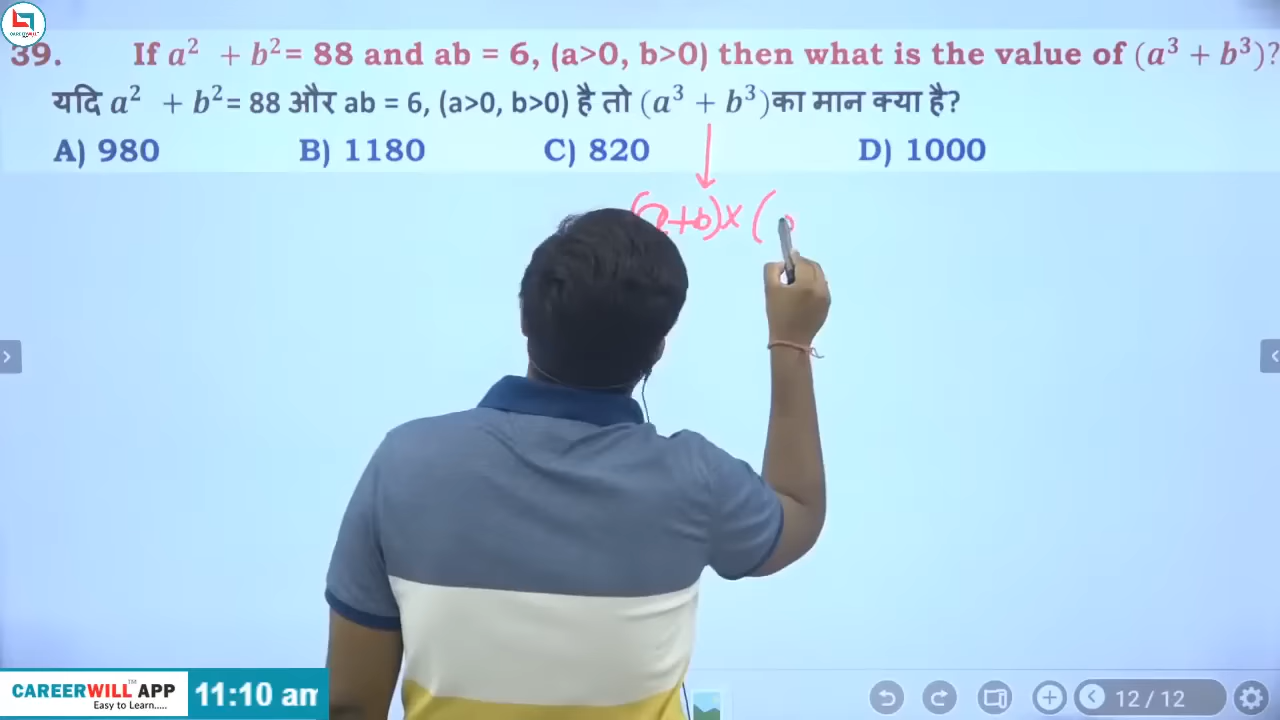 CAREERWILL
39. If a² + b²= 88 and ab = 6, (a>0, b>0) then what is the value of (a³ + b³)?
यदि a² + b²= 88 और ab = 6, (a>0, b>0) है तो (a³ + b³)का मान क्या है?
A) 980 B) 1180 C) 820 D) 1000
(a+b)× (
CAREERWILL™ APP
Easy to Learn.....
11:10 am
12 / 12